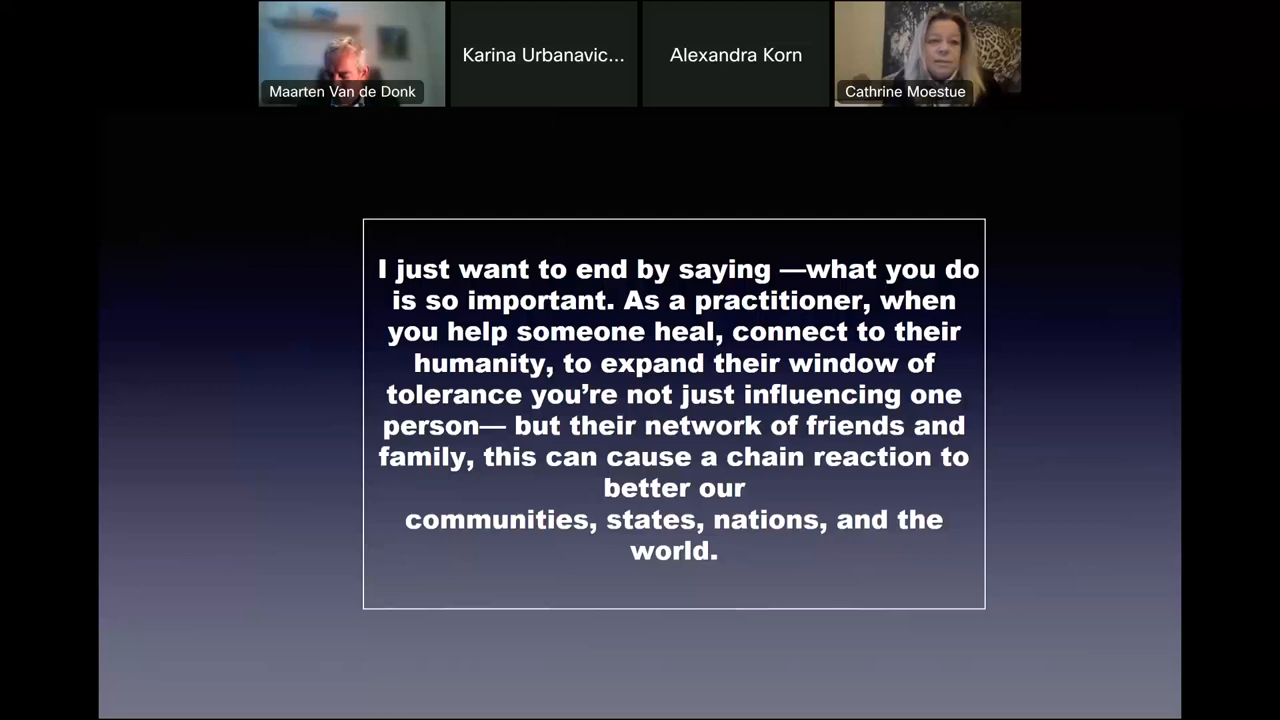 Maarten Van de Donk
Karina Urbanavic...
Alexandra Korn
Cathrine Moestue
I just want to end by saying —what you do
is so important. As a practitioner, when
you help someone heal, connect to their
humanity, to expand their window of
tolerance you’re not just influencing one
person— but their network of friends and
family, this can cause a chain reaction to
better our
communities, states, nations, and the
world.